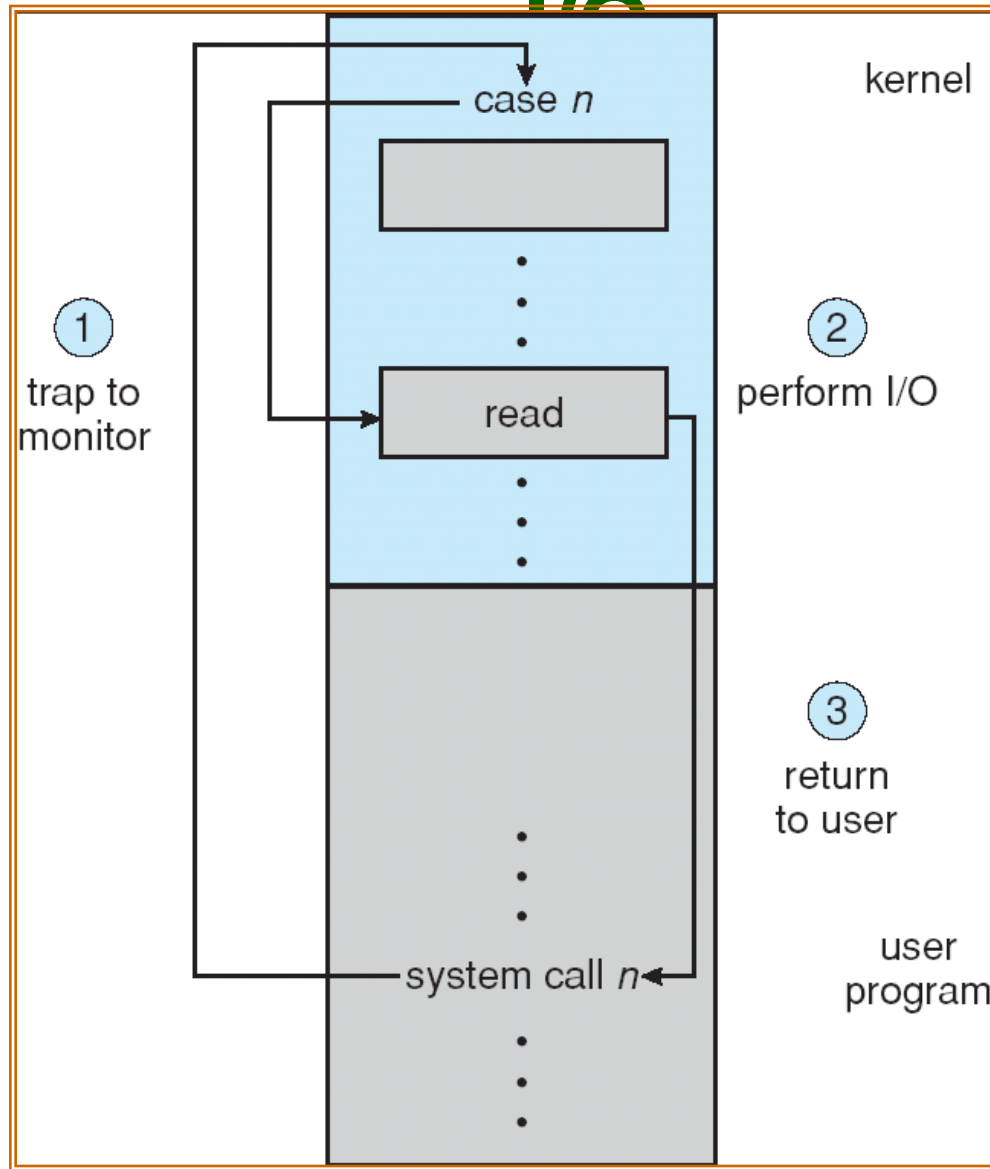 case n
kernel
1
trap to
monitor
2
perform I/O
read
3
return
to user
system call n
user
program